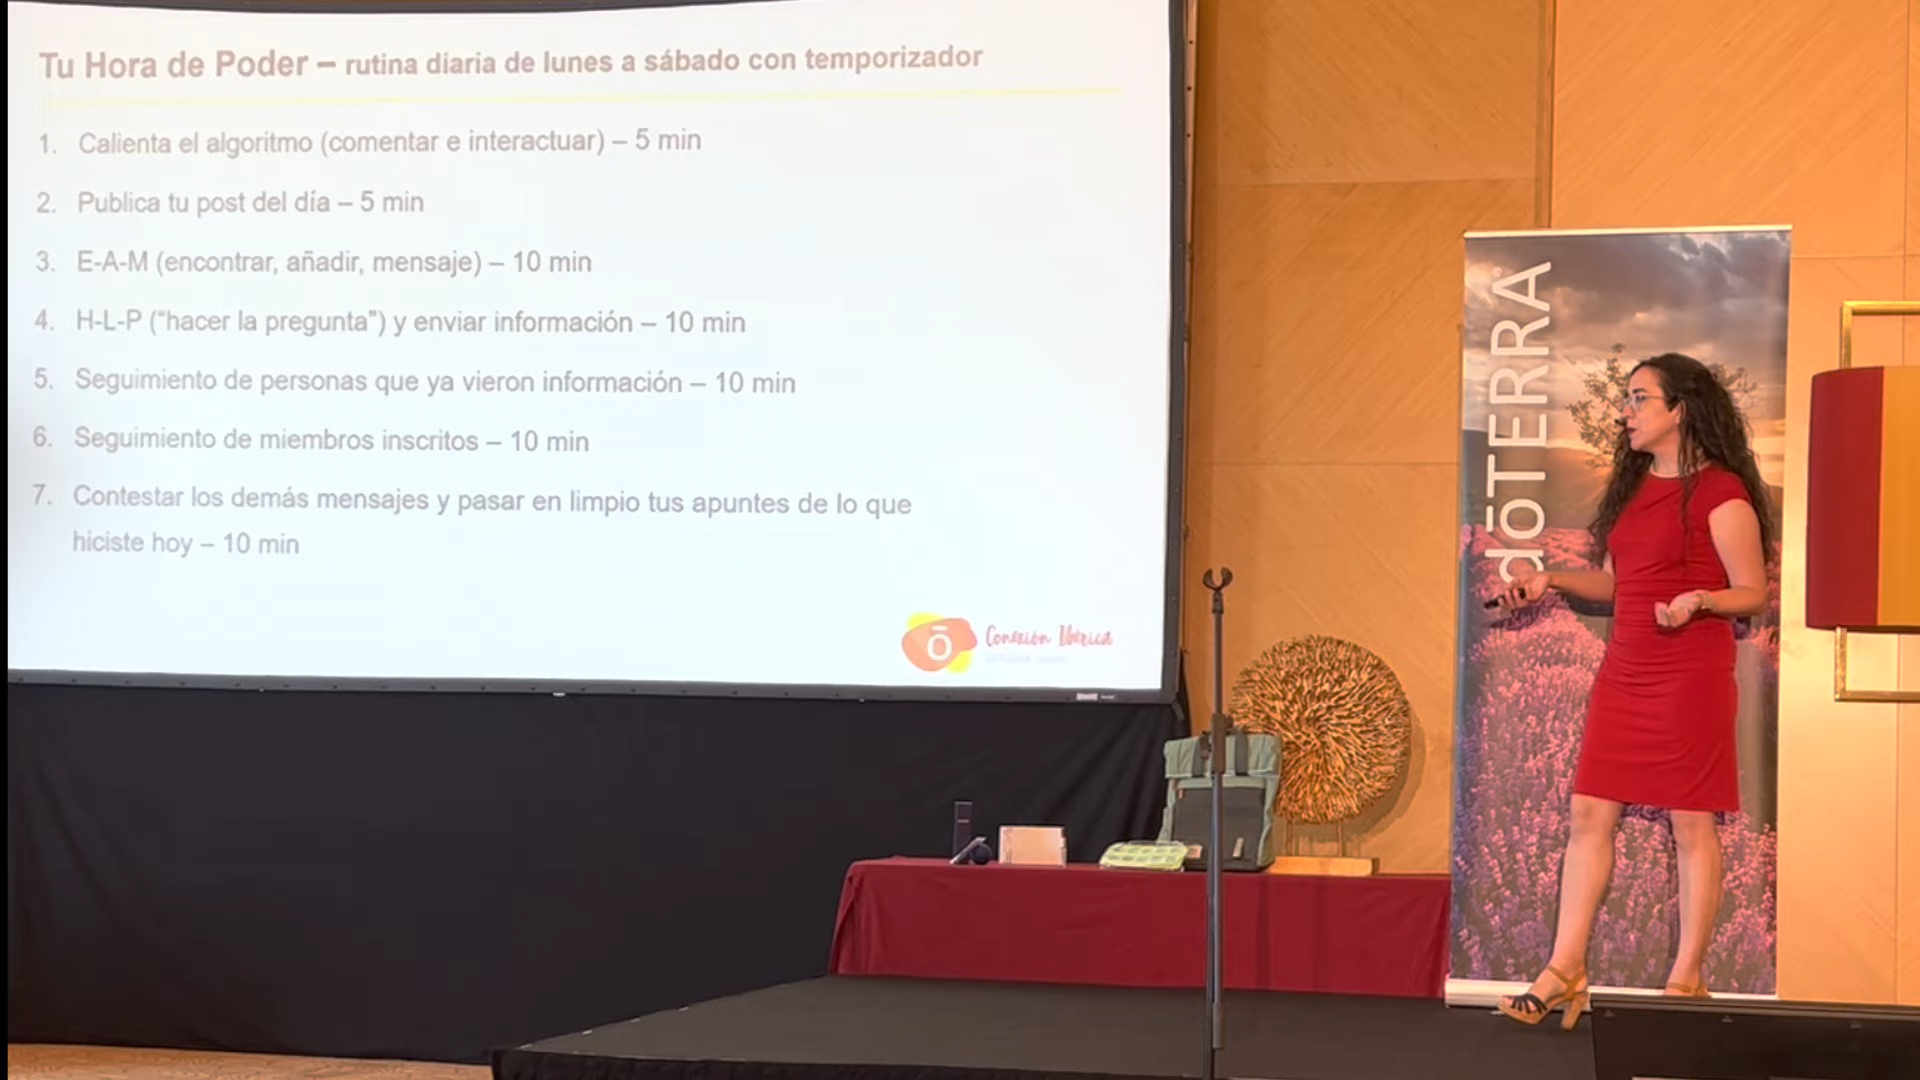 Tu Hora de Poder – rutina diaria de lunes a sábado con temporizador
1. Calienta el algoritmo (comentar e interactuar) – 5 min
2. Publica tu post del día – 5 min
3. E-A-M (encontrar, añadir, mensaje) – 10 min
4. H-L-P (“hacer la pregunta”) y enviar información – 10 min
5. Seguimiento de personas que ya vieron información – 10 min
6. Seguimiento de miembros inscritos – 10 min
7. Contestar los demás mensajes y pasar en limpio tus apuntes de lo que
hiciste hoy – 10 min
ō Conexión Ibérica
dōTERRA